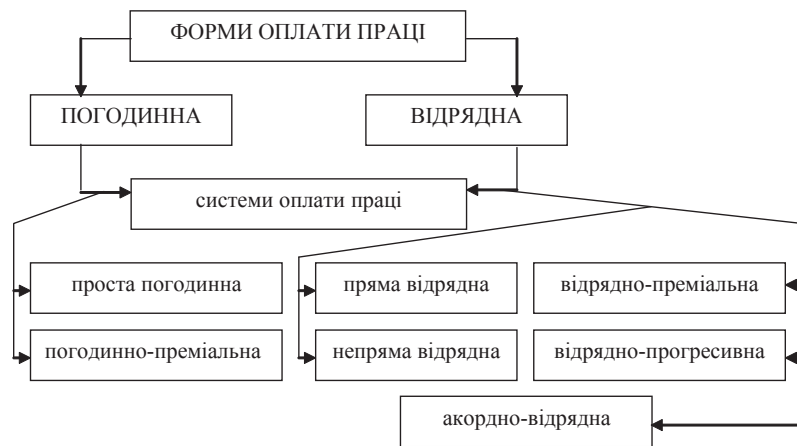 ФОРМИ ОПЛАТИ ПРАЦІ
ПОГОДИННА
ВІДРЯДНА
системи оплати праці
проста погодинна
пряма відрядна
відрядно-преміальна
погодинно-преміальна
непряма відрядна
відрядно-прогресивна
акордно-відрядна